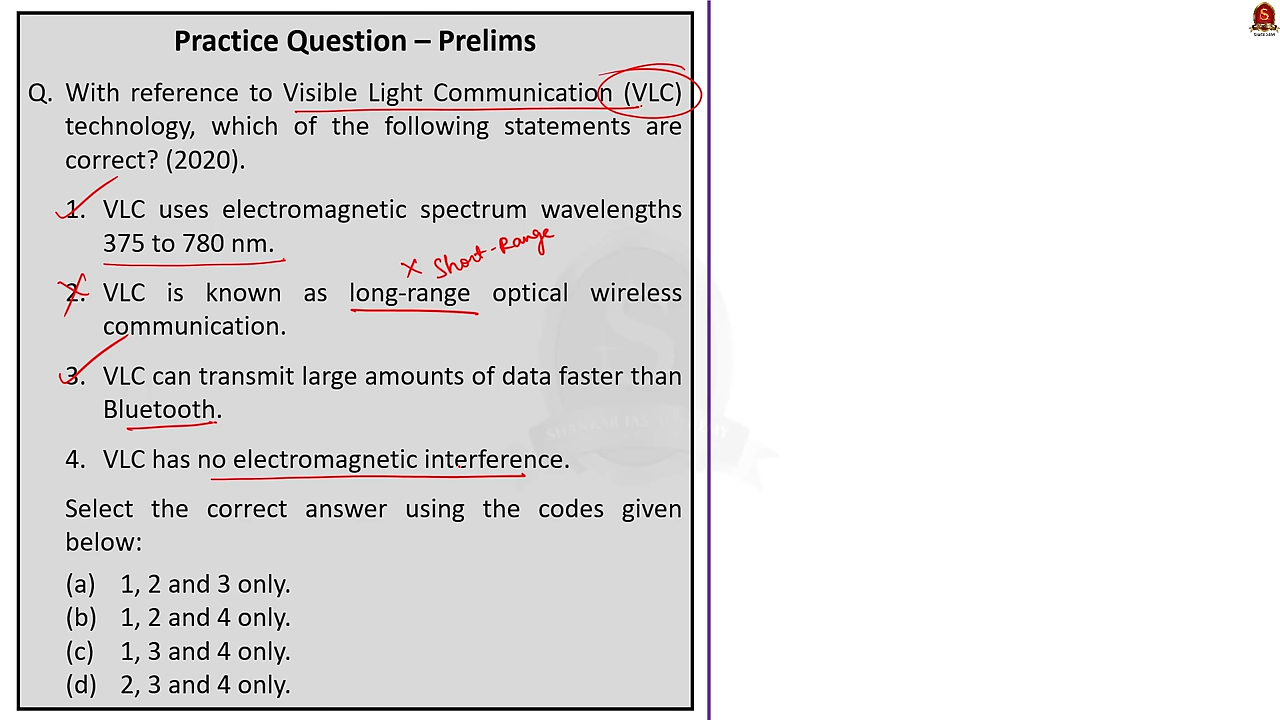 Practice Question – Prelims
Q. With reference to Visible Light Communication (VLC)
technology, which of the following statements are
correct? (2020).
1. VLC uses electromagnetic spectrum wavelengths
375 to 780 nm.
x Short-Range
2. VLC is known as long-range optical wireless
communication.
3. VLC can transmit large amounts of data faster than
Bluetooth.
4. VLC has no electromagnetic interference.
Select the correct answer using the codes given
below:
(a) 1, 2 and 3 only.
(b) 1, 2 and 4 only.
(c) 1, 3 and 4 only.
(d) 2, 3 and 4 only.